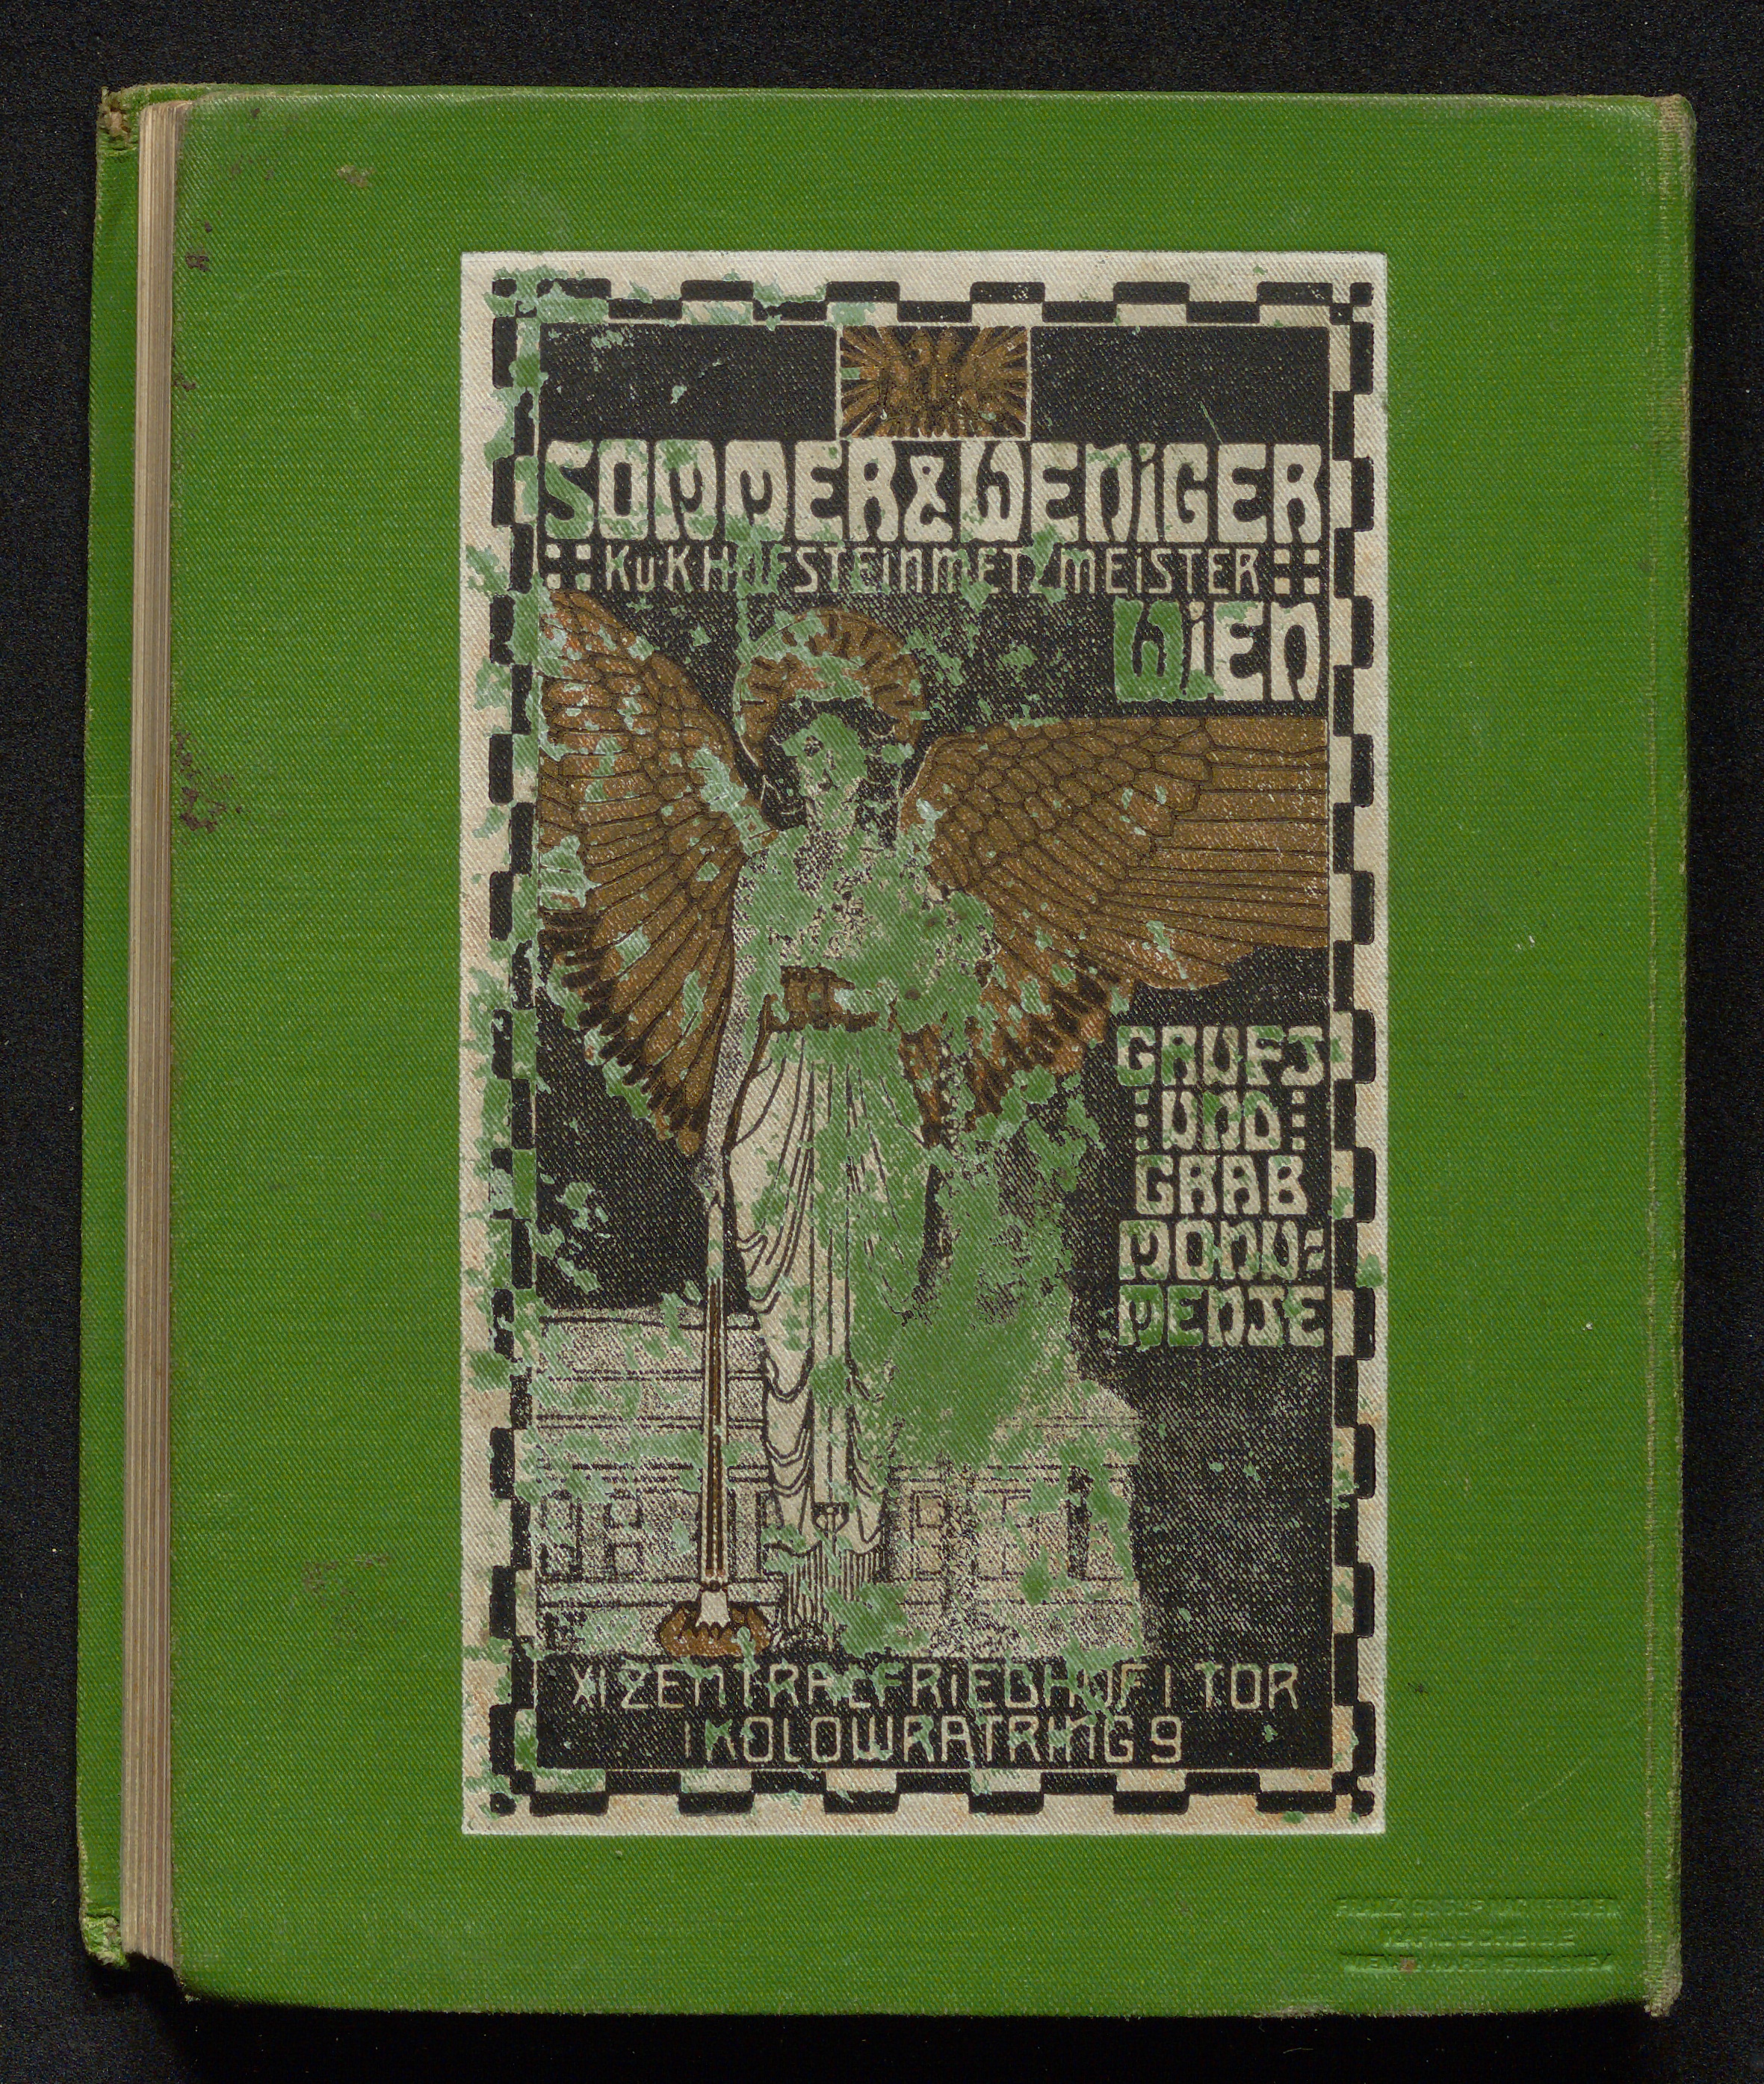 SOMMER & WENIGER
K.u.K HOFSTEINMETZMEISTER
WIEN
GRUFT
UND
GRAB
MONU=
MENTE
XI ZENTRALFRIEDHOF I TOR
I KOLOWRATRING 9